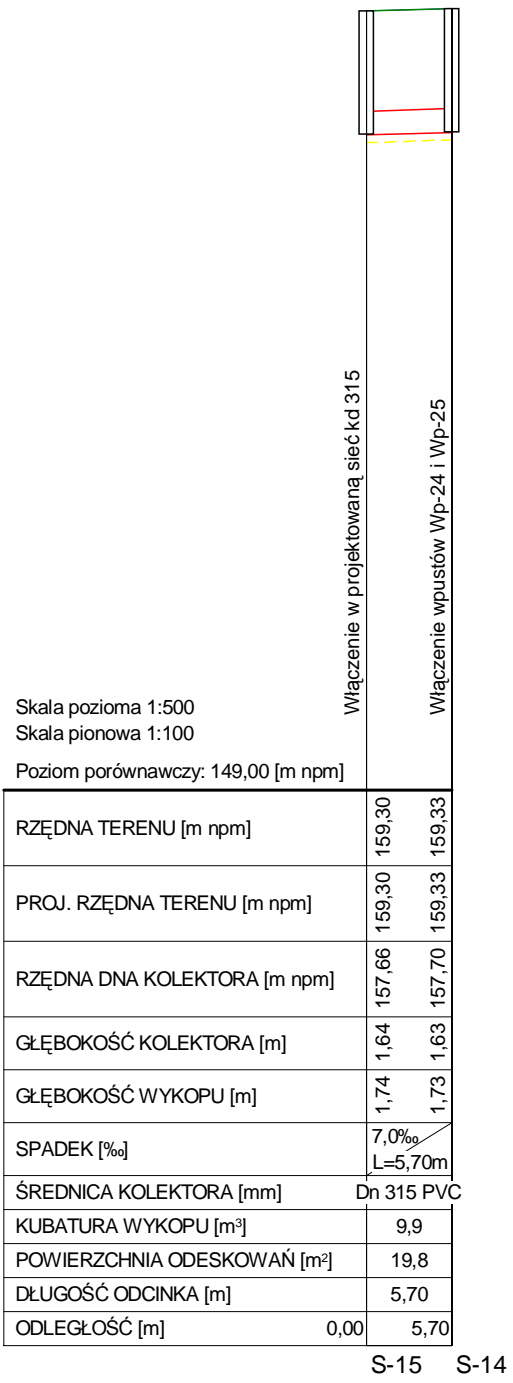 Włączenie w projektowaną sieć kd 315
Włączenie wpustów Wp-24 i Wp-25
Skala pozioma 1:500
Skala pionowa 1:100
Poziom porównawczy: 149,00 [m npm]
RZĘDNA TERENU [m npm] 159,30 159,33
PROJ. RZĘDNA TERENU [m npm] 159,30 159,33
RZĘDNA DNA KOLEKTORA [m npm] 157,66 157,70
GŁĘBOKOŚĆ KOLEKTORA [m] 1,64 1,63
GŁĘBOKOŚĆ WYKOPU [m] 1,74 1,73
SPADEK [‰] 7,0‰
L=5,70m
ŚREDNICA KOLEKTORA [mm] Dn 315 PVC
KUBATURA WYKOPU [m³] 9,9
POWIERZCHNIA ODESKOWAŃ [m²] 19,8
DŁUGOŚĆ ODCINKA [m] 5,70
ODLEGŁOŚĆ [m] 0,00 5,70
S-15 S-14